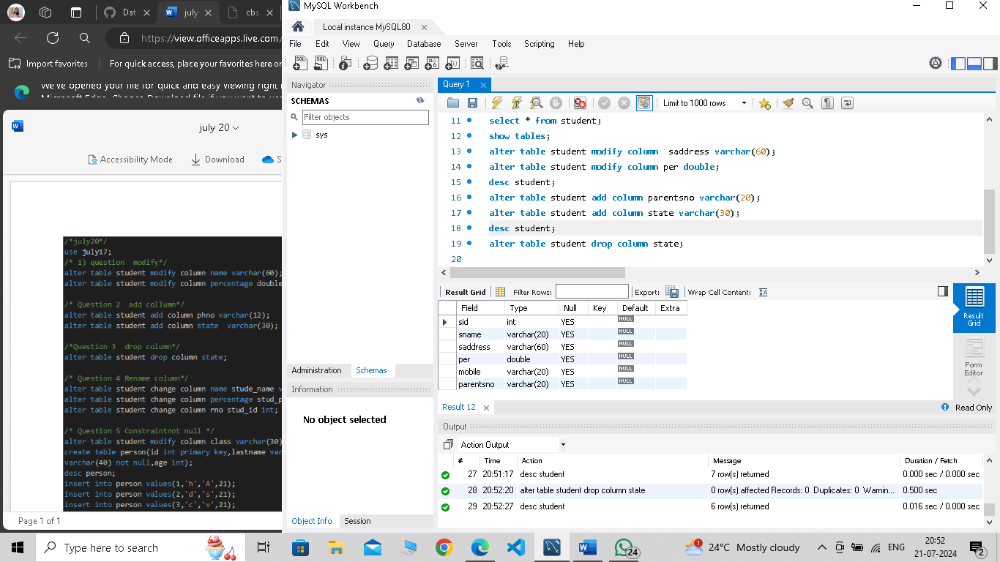 Dat
july
cbs
https://view.officeapps.live.com/
Import favorites
For quick access, place your favorites here or
We've opened your file for quick and easy viewing right
july 20
Accessibility Mode
Download
S
/*july20*/
use july17;
/* 1) question modify*/
alter table student modify column name varchar(60);
alter table student modify column percentage double
/* Question 2 add collumn*/
alter table student add column phno varchar(12);
alter table student add column state varchar(30);
/*Question 3 drop column*/
alter table student drop column state;
/* Question 4 Rename column*/
alter table student change column name stude_name v
alter table student change column percentage stud_p
alter table student change column rno stud_id int;
/* Question 5 Constraintnot null */
alter table student modify column class varchar(30)
create table person(id int primary key,lastname var
varchar(40) not null,age int);
desc person;
insert into person values(1,'h','A',21);
insert into person values(2,'d','s',21);
insert into person values(3,'c','v',21);
Page 1 of 1
MySQL Workbench
Local instance MySQL80
File Edit View Query Database Server Tools Scripting Help
Navigator
SCHEMAS
Filter objects
sys
Administration Schemas
Information
No object selected
Object Info Session
Query 1
Limit to 1000 rows
11 select * from student;
12 show tables;
13 alter table student modify column saddress varchar(60);
14 alter table student modify column per double;
15 desc student;
16 alter table student add column parentsno varchar(20);
17 alter table student add column state varchar(30);
18 desc student;
19 alter table student drop column state;
20
Result Grid Filter Rows: Export: Wrap Cell Content:
Field Type Null Key Default Extra
sid int YES NULL
sname varchar(20) YES NULL
saddress varchar(60) YES NULL
per double YES NULL
mobile varchar(20) YES NULL
parentsno varchar(20) YES NULL
Result Grid
Form Editor
Result 12
Read Only
Output
Action Output
# Time Action Message Duration / Fetch
27 20:51:17 desc student 7 row(s) returned 0.000 sec / 0.000 sec
28 20:52:20 alter table student drop column state 0 row(s) affected Records: 0 Duplicates: 0 Warnin... 0.500 sec
29 20:52:27 desc student 6 row(s) returned 0.016 sec / 0.000 sec
Type here to search
24
1
24°C Mostly cloudy
ENG
20:52
21-07-2024
2